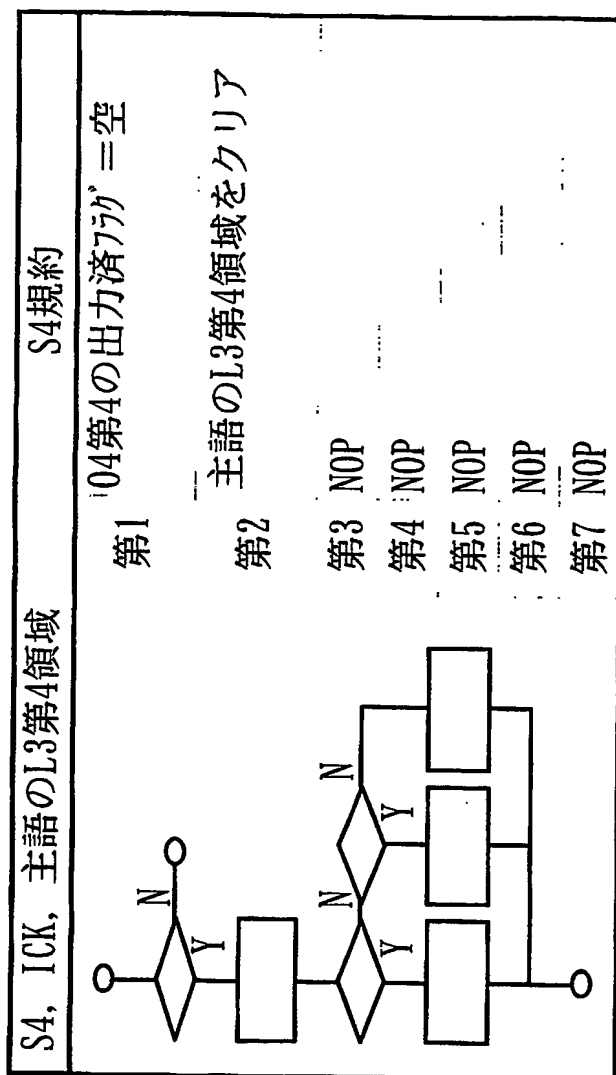 S4, ICK, 主語のL3第4領域
S4規約
第1
04第4の出力済フラグ=空
第2
主語のL3第4領域をクリア
第3 NOP
第4 NOP
第5 NOP
第6 NOP
第7 NOP
N
Y
N
N
Y
Y